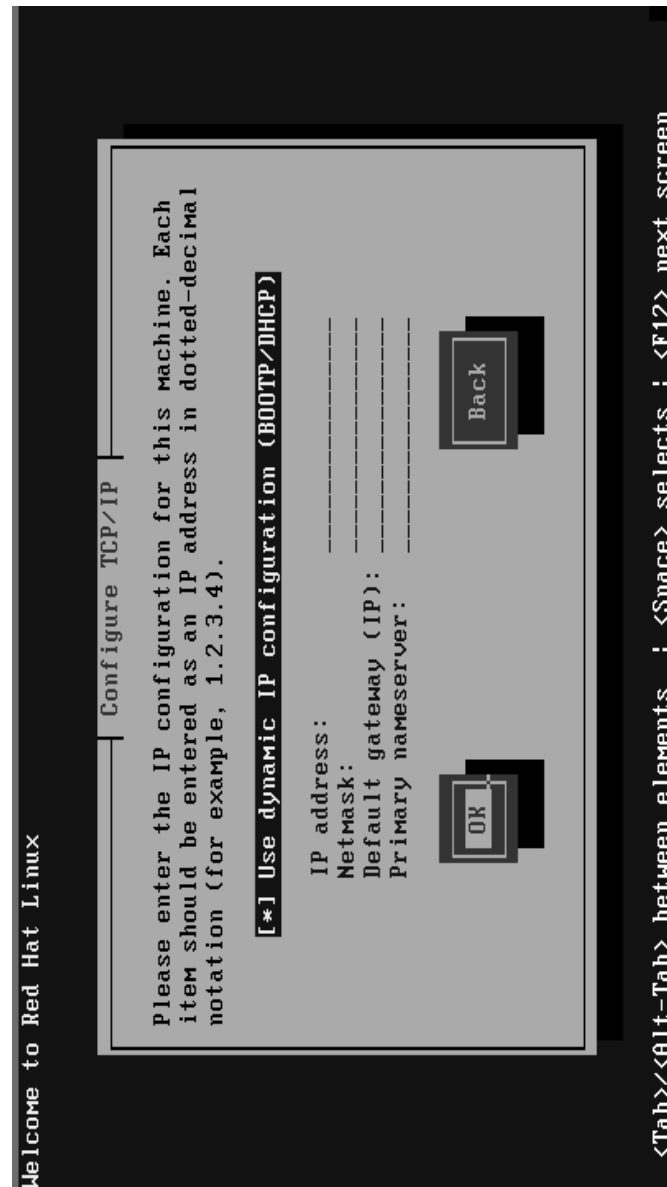 Welcome to Red Hat Linux
Configure TCP/IP
Please enter the IP configuration for this machine. Each
item should be entered as an IP address in dotted-decimal
notation (for example, 1.2.3.4).
[*] Use dynamic IP configuration (BOOTP/DHCP)
IP address:
Netmask:
Default gateway (IP):
Primary nameserver:
OK Back
<Tab>/<Alt-Tab> between elements | <Space> selects | <F12> next screen